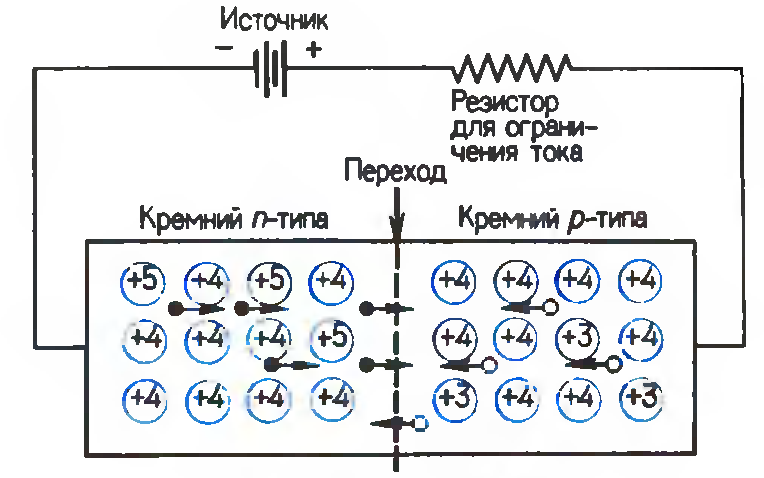 Источник
− +
Резистор
для ограни-
чения тока
Переход
Кремний n-типа Кремний p-типа
+5 +4 +5 +4 +4 +4 +4 +4
+4 +4 +4 +5 +4 +4 +3 +4
+4 +4 +4 +4 +3 +4 +4 +3